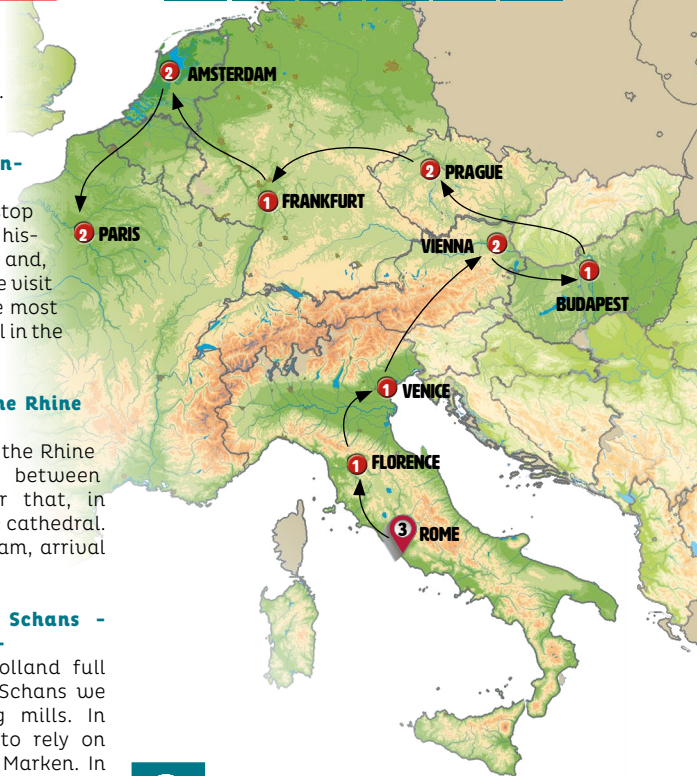 .
n-
stop
his-
and,
e visit
e most
l in the
ne Rhine
the Rhine
between
r that, in
cathedral.
am, arrival
Schans -
-
olland full
Schans we
g mills. In
to rely on
Marken. In
2 AMSTERDAM
2 PRAGUE
1 FRANKFURT
2 PARIS
VIENNA 2
1
BUDAPEST
1 VENICE
1 FLORENCE
3 ROME